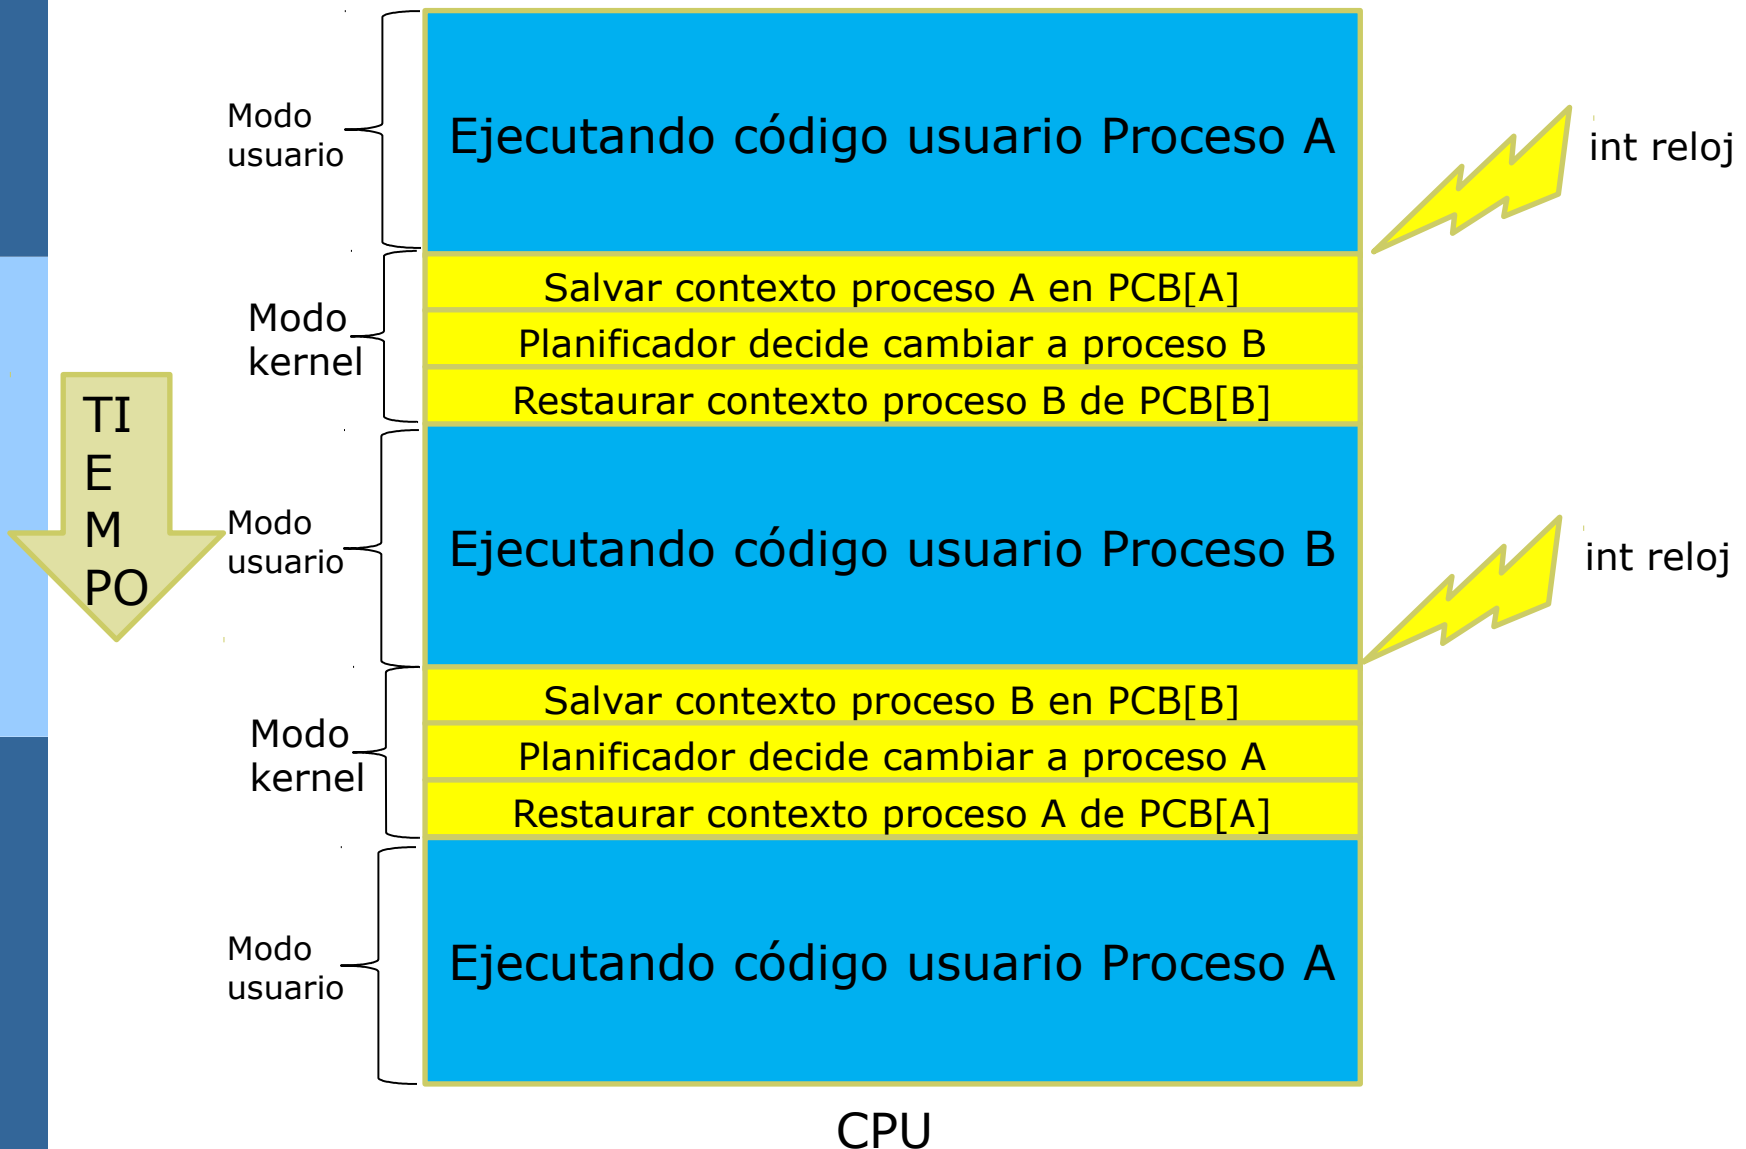 Modo
usuario
Ejecutando código usuario Proceso A
int reloj
Modo
kernel
Salvar contexto proceso A en PCB[A]
Planificador decide cambiar a proceso B
Restaurar contexto proceso B de PCB[B]
TI
E
M
PO
Modo
usuario
Ejecutando código usuario Proceso B
int reloj
Modo
kernel
Salvar contexto proceso B en PCB[B]
Planificador decide cambiar a proceso A
Restaurar contexto proceso A de PCB[A]
Modo
usuario
Ejecutando código usuario Proceso A
CPU